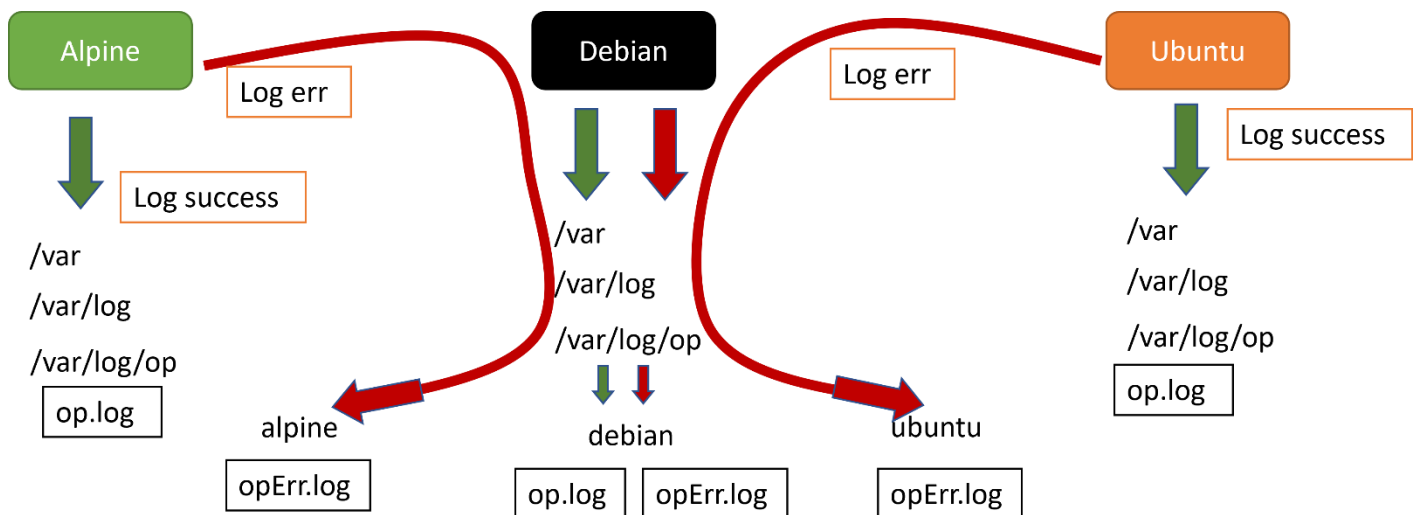 Alpine
Debian
Ubuntu
Log err
Log err
Log success
Log success
/var
/var/log
/var/log/op
op.log
/var
/var/log
/var/log/op
/var
/var/log
/var/log/op
op.log
alpine
opErr.log
debian
op.log
opErr.log
ubuntu
opErr.log